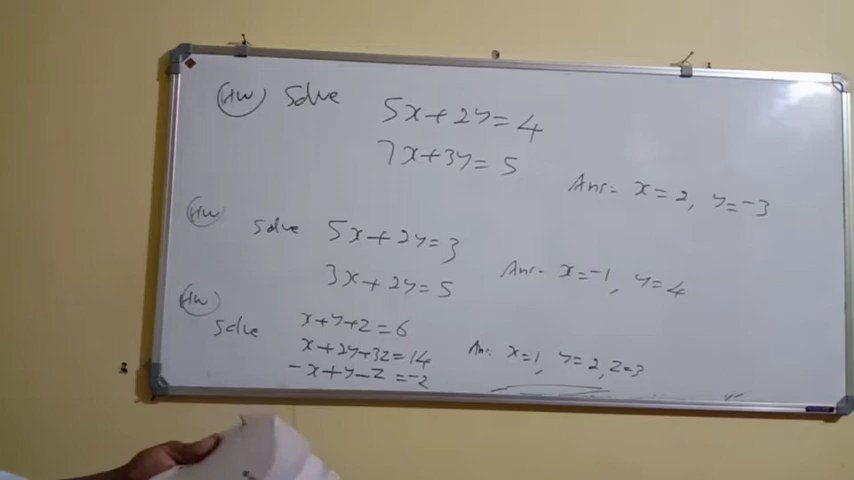 HW Solve 5x+2y=4
7x+3y=5
Ans: x=2, y=-3
HW solve 5x+2y=3
3x+2y=5 Ans- x=-1, y=4
HW
solve x+y+z=6
x+2y+3z=14 Ans: x=1, y=2, z=3
-x+y-z=-2